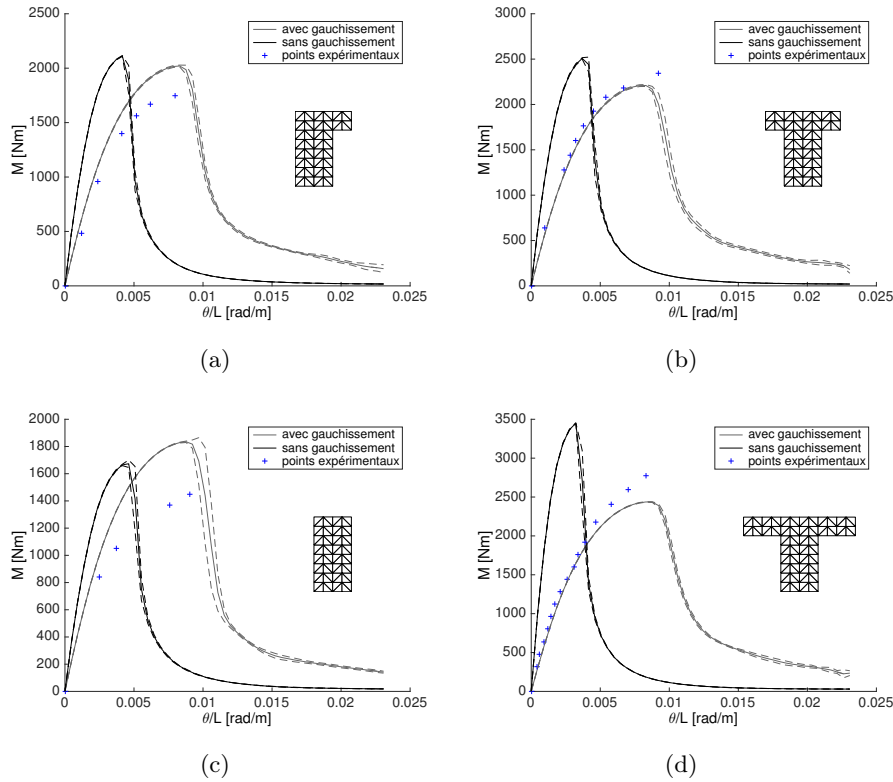 2500
2000
1500
1000
500
0
M [Nm]
0 0.005 0.01 0.015 0.02 0.025
θ/L [rad/m]
avec gauchissement
sans gauchissement
points expérimentaux
(a)
3000
2500
2000
1500
1000
500
0
M [Nm]
0 0.005 0.01 0.015 0.02 0.025
θ/L [rad/m]
avec gauchissement
sans gauchissement
points expérimentaux
(b)
2000
1800
1600
1400
1200
1000
800
600
400
200
0
M [Nm]
0 0.005 0.01 0.015 0.02 0.025
θ/L [rad/m]
avec gauchissement
sans gauchissement
points expérimentaux
(c)
3500
3000
2500
2000
1500
1000
500
0
M [Nm]
0 0.005 0.01 0.015 0.02 0.025
θ/L [rad/m]
avec gauchissement
sans gauchissement
points expérimentaux
(d)